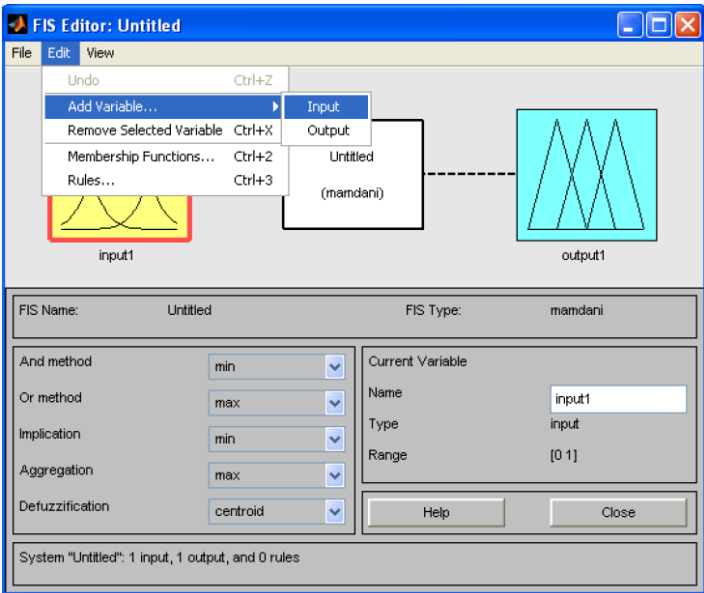 FIS Editor: Untitled
File Edit View
Undo Ctrl+Z
Add Variable... Input
Remove Selected Variable Ctrl+X Output
Membership Functions... Ctrl+2
Rules... Ctrl+3
Untitled
(mamdani)
input1
output1
FIS Name: Untitled FIS Type: mamdani
And method min
Or method max
Implication min
Aggregation max
Defuzzification centroid
Current Variable
Name input1
Type input
Range [0 1]
Help Close
System "Untitled": 1 input, 1 output, and 0 rules